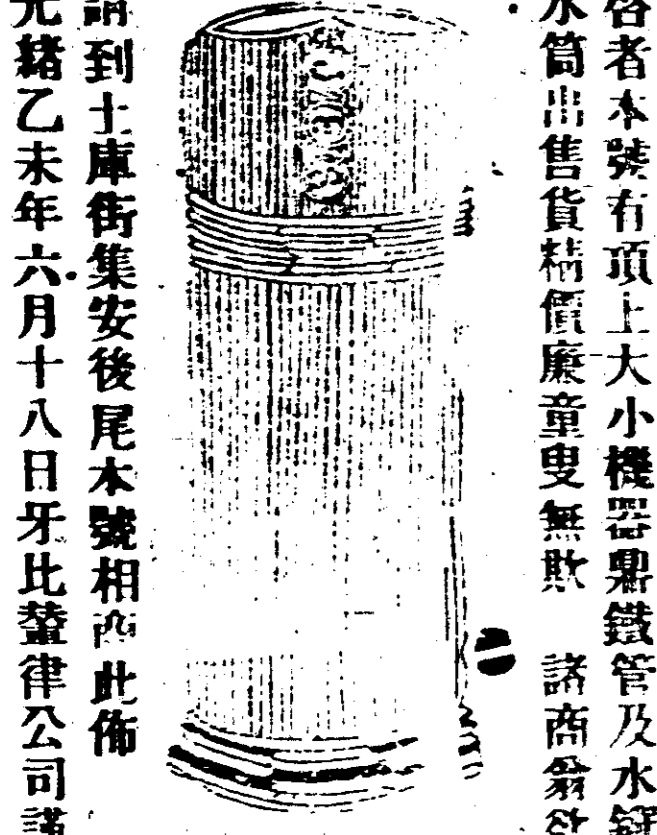 啓者本號有頂上大小機器鼎鐵管及水
水筒出售貨精價廉童叟無欺 諸商翁欲
請到土庫街集安後尾本號相商此佈
光緒乙未年六月十八日牙比螯律公司謹